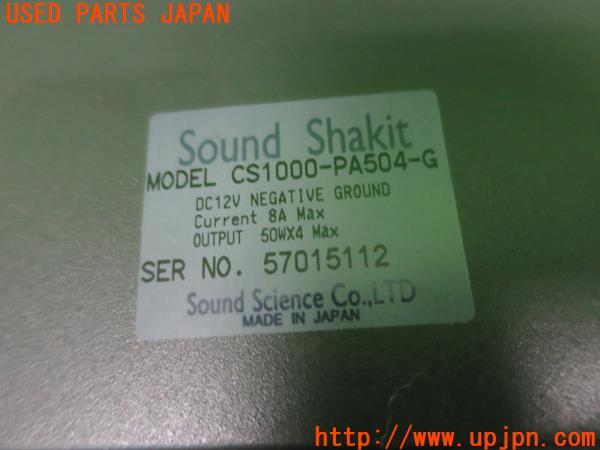 USED PARTS JAPAN
Sound Shakit
MODEL CS1000-PA504-G
DC12V NEGATIVE GROUND
Current 8A Max
OUTPUT 50WX4 Max
SER NO. 57015112
Sound Science Co.,LTD
MADE IN JAPAN
http://www.upjpn.com/